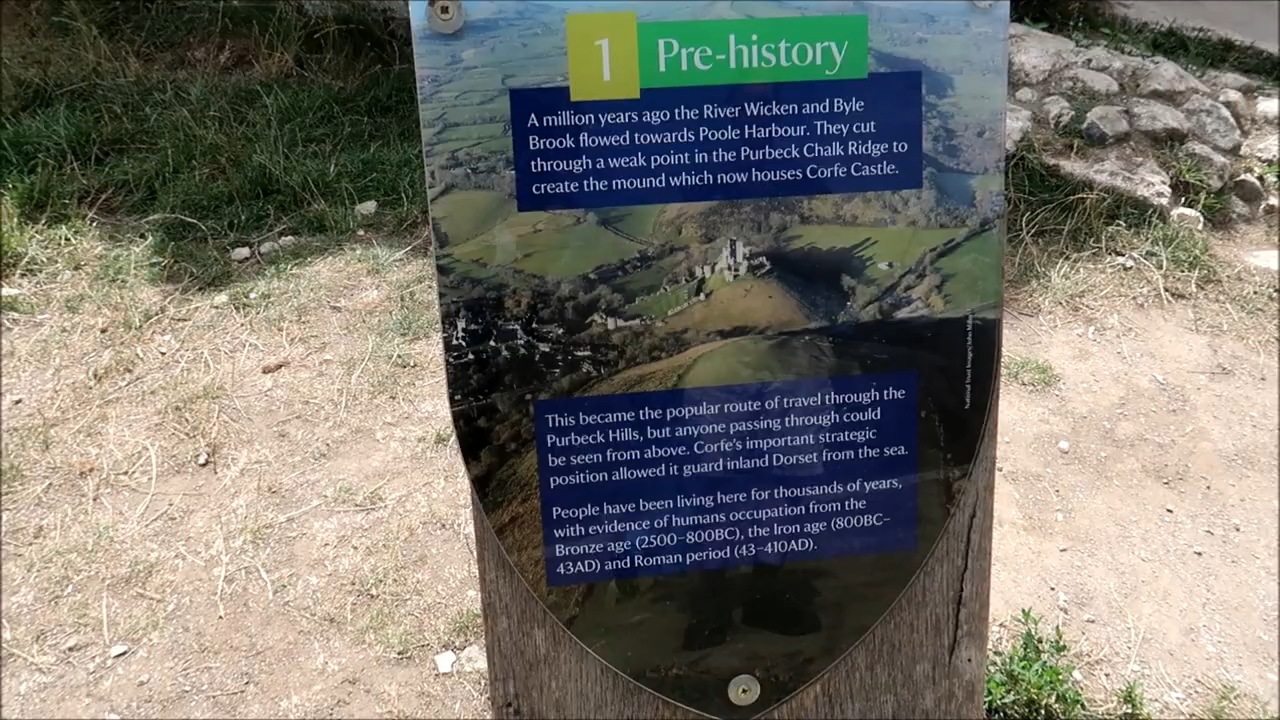 1 Pre-history
A million years ago the River Wicken and Byle
Brook flowed towards Poole Harbour. They cut
through a weak point in the Purbeck Chalk Ridge to
create the mound which now houses Corfe Castle.
This became the popular route of travel through the
Purbeck Hills, but anyone passing through could
be seen from above. Corfe's important strategic
position allowed it guard inland Dorset from the sea.
People have been living here for thousands of years,
with evidence of humans occupation from the
Bronze age (2500–800BC), the Iron age (800BC–
43AD) and Roman period (43–410AD).
National Trust Images/John Miller